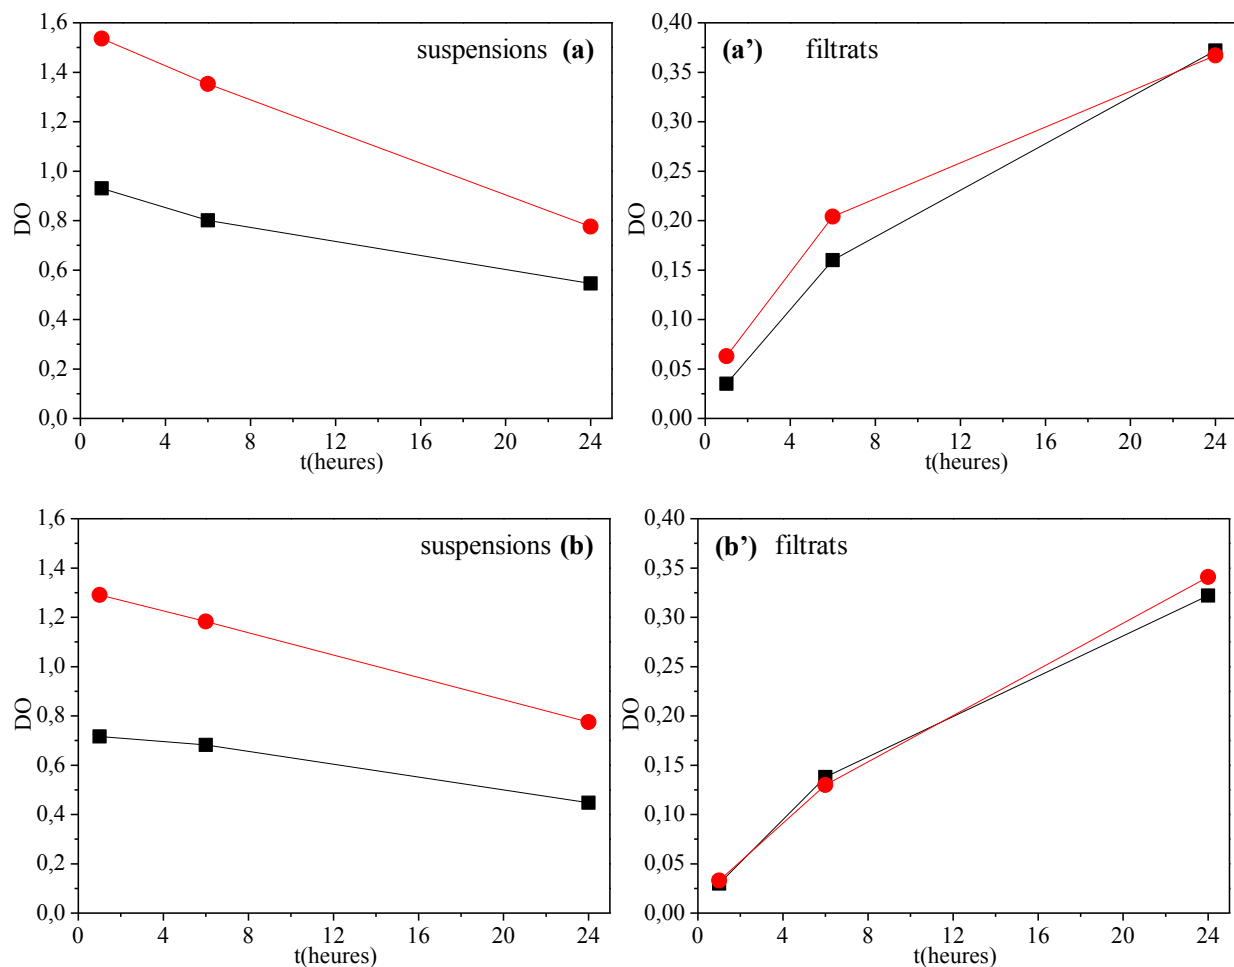 suspensions (a)
DO
1,6
1,4
1,2
1,0
0,8
0,6
0,4
0,2
0,0
0 4 8 12 16 20 24
t(heures)
(a’) filtrats
DO
0,40
0,35
0,30
0,25
0,20
0,15
0,10
0,05
0,00
0 4 8 12 16 20 24
t(heures)
suspensions (b)
DO
1,6
1,4
1,2
1,0
0,8
0,6
0,4
0,2
0,0
0 4 8 12 16 20 24
t(heures)
(b’) filtrats
DO
0,40
0,35
0,30
0,25
0,20
0,15
0,10
0,05
0,00
0 4 8 12 16 20 24
t(heures)